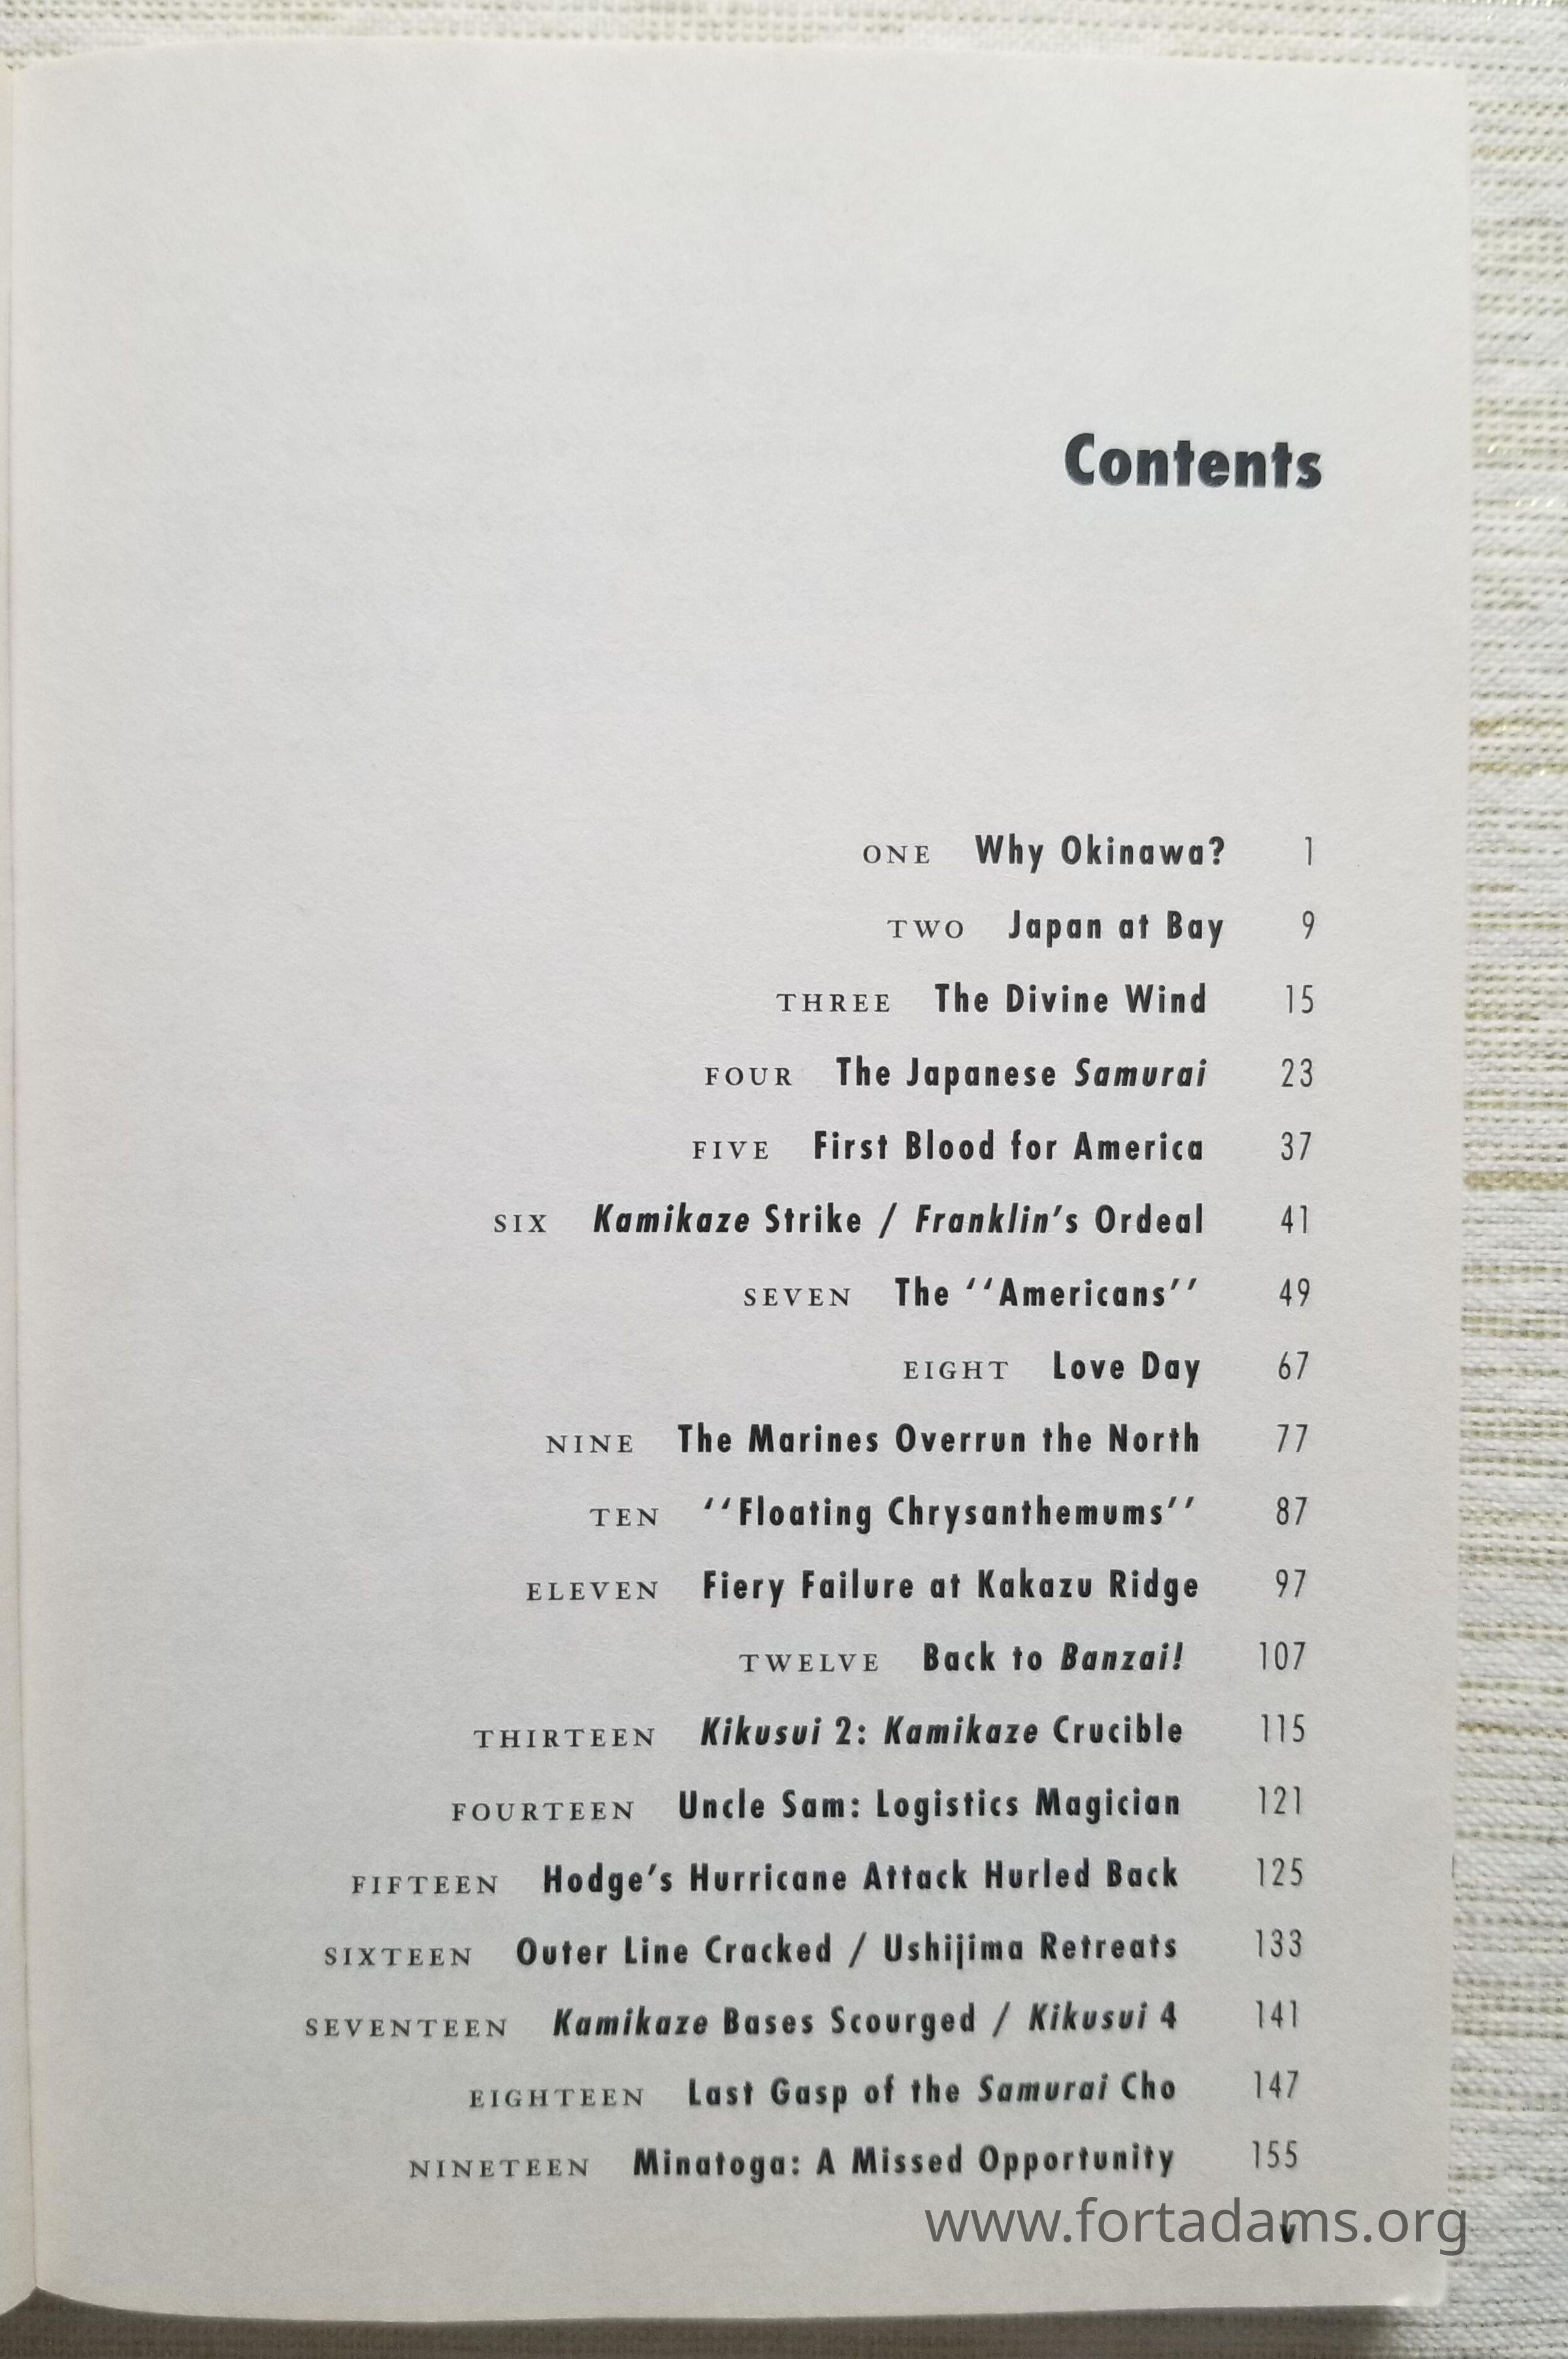 Contents
ONE Why Okinawa? 1
TWO Japan at Bay 9
THREE The Divine Wind 15
FOUR The Japanese Samurai 23
FIVE First Blood for America 37
SIX Kamikaze Strike / Franklin's Ordeal 41
SEVEN The ''Americans'' 49
EIGHT Love Day 67
NINE The Marines Overrun the North 77
TEN ''Floating Chrysanthemums'' 87
ELEVEN Fiery Failure at Kakazu Ridge 97
TWELVE Back to Banzai! 107
THIRTEEN Kikusui 2: Kamikaze Crucible 115
FOURTEEN Uncle Sam: Logistics Magician 121
FIFTEEN Hodge's Hurricane Attack Hurled Back 125
SIXTEEN Outer Line Cracked / Ushijima Retreats 133
SEVENTEEN Kamikaze Bases Scourged / Kikusui 4 141
EIGHTEEN Last Gasp of the Samurai Cho 147
NINETEEN Minatoga: A Missed Opportunity 155
www.fortadams.org
v